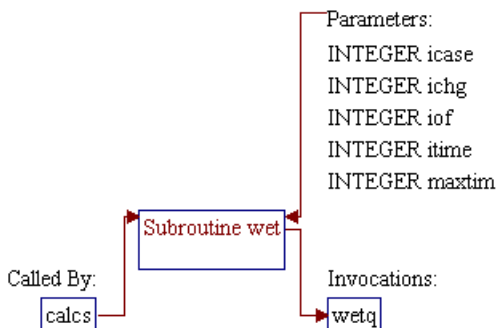 Parameters:
INTEGER icase
INTEGER ichg
INTEGER iof
INTEGER itime
INTEGER maxtim
Subroutine wet
Called By:
calcs
Invocations:
wetq